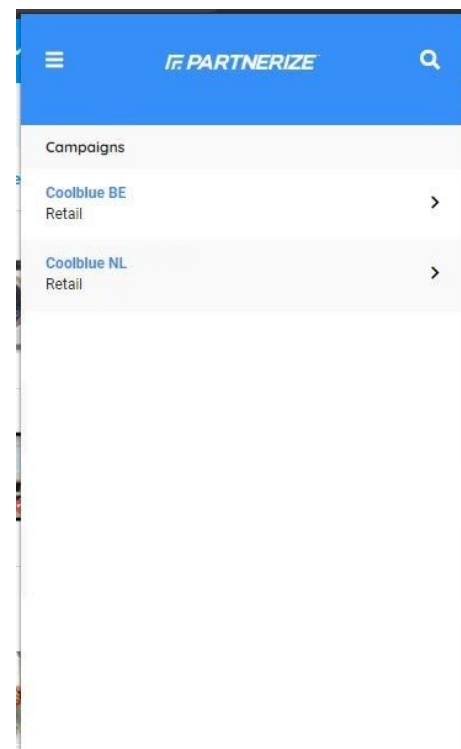 PARTNERIZE
Campaigns
Coolblue BE
Retail
Coolblue NL
Retail